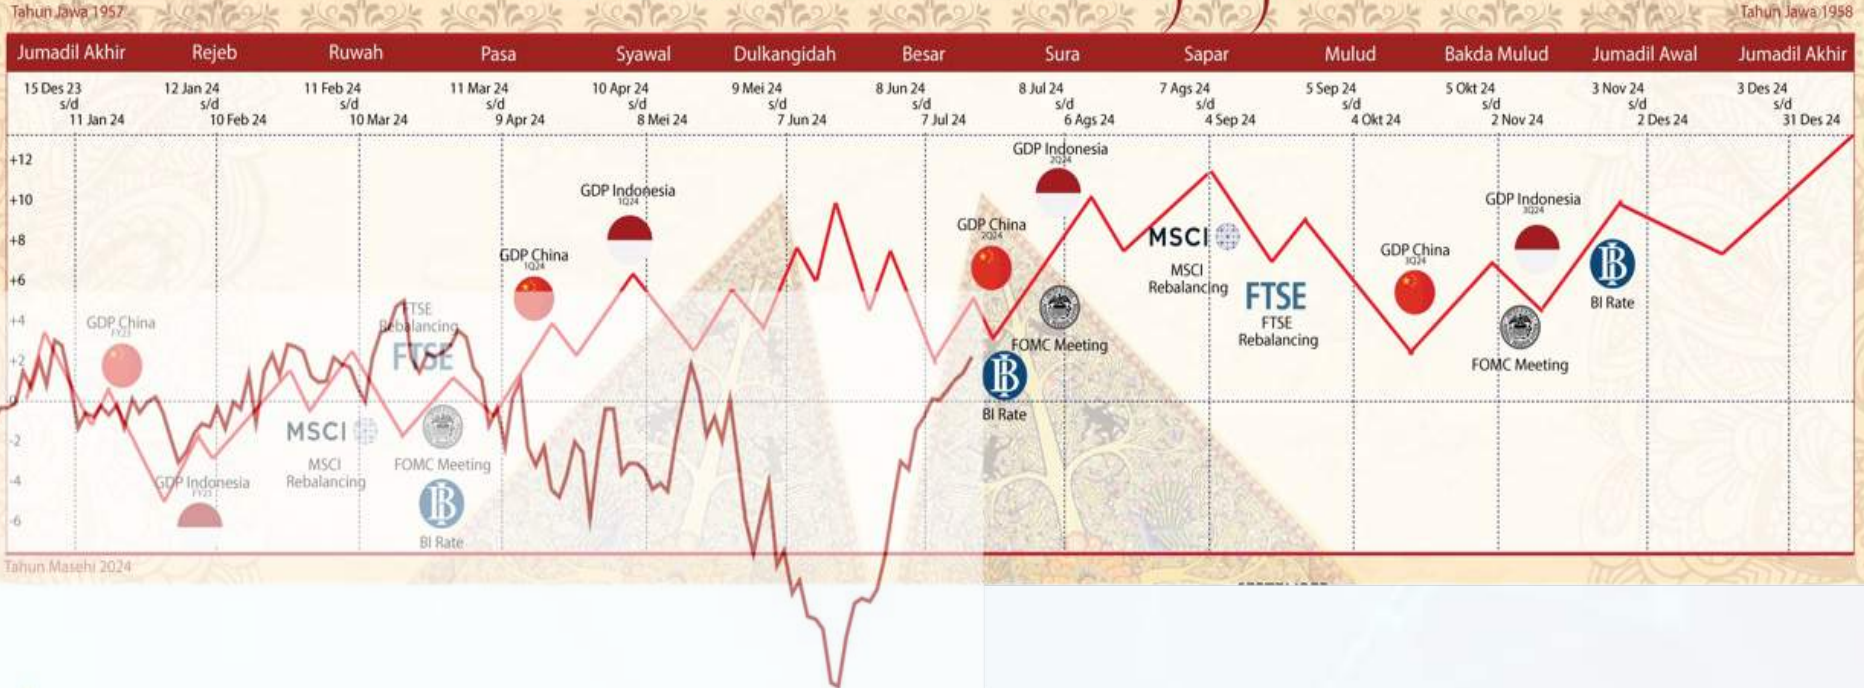 Tahun Jawa 1957
Tahun Jawa 1958
Jumadil Akhir Rejeb Ruwah Pasa Syawal Dulkangidah Besar Sura Sapar Mulud Bakda Mulud Jumadil Awal Jumadil Akhir
15 Des 23 12 Jan 24 11 Feb 24 11 Mar 24 10 Apr 24 9 Mei 24 8 Jun 24 8 Jul 24 7 Ags 24 5 Sep 24 5 Okt 24 3 Nov 24 3 Des 24
s/d s/d s/d s/d s/d s/d s/d s/d s/d s/d s/d s/d s/d
11 Jan 24 10 Feb 24 10 Mar 24 9 Apr 24 8 Mei 24 7 Jun 24 7 Jul 24 6 Ags 24 4 Sep 24 4 Okt 24 2 Nov 24 2 Des 24 31 Des 24
+12
+10
+8
+6
+4
+2
0
-2
-4
-6
GDP China
FY23
GDP Indonesia
FY23
MSCI
MSCI
Rebalancing
FTSE
Rebalancing
FTSE
FOMC Meeting
BI Rate
GDP China
1Q24
GDP Indonesia
1Q24
GDP China
2Q24
GDP Indonesia
2Q24
FOMC Meeting
BI Rate
MSCI
MSCI
Rebalancing
FTSE
FTSE
Rebalancing
GDP China
3Q24
GDP Indonesia
3Q24
FOMC Meeting
BI Rate
Tahun Masehi 2024